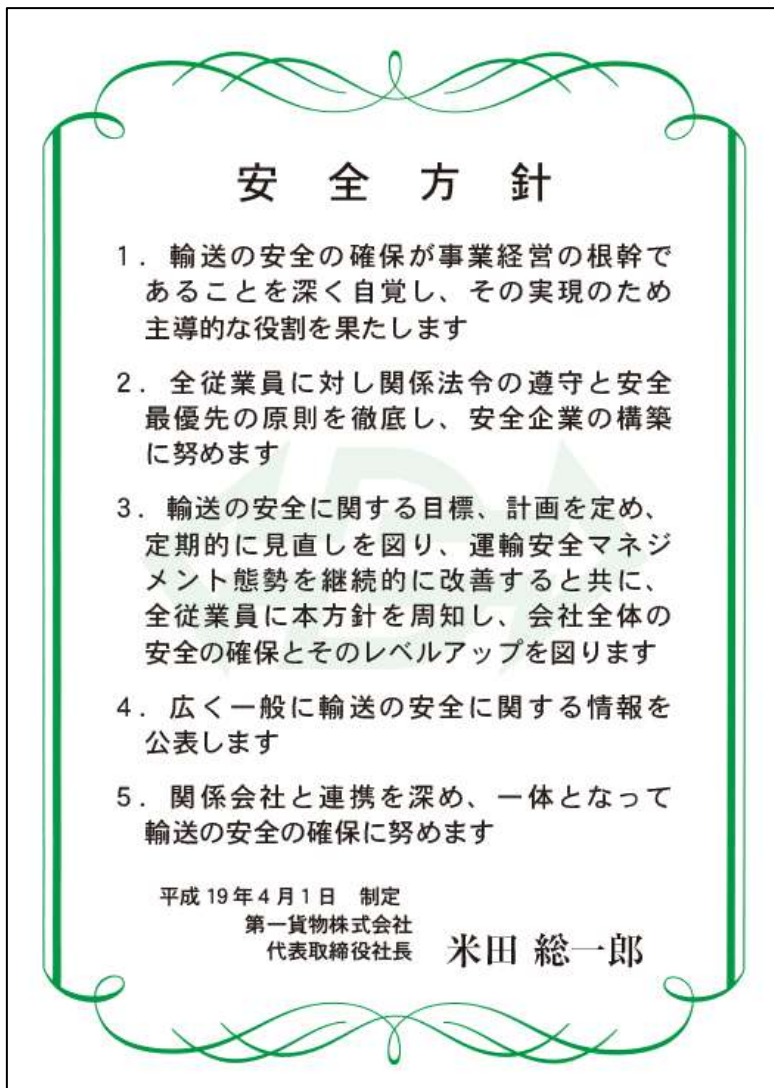 安全方針
1．輸送の安全の確保が事業経営の根幹で
あることを深く自覚し、その実現のため
主導的な役割を果たします
2．全従業員に対し関係法令の遵守と安全
最優先の原則を徹底し、安全企業の構築
に努めます
3．輸送の安全に関する目標、計画を定め、
定期的に見直しを図り、運輸安全マネジ
メント態勢を継続的に改善すると共に、
全従業員に本方針を周知し、会社全体の
安全の確保とそのレベルアップを図ります
4．広く一般に輸送の安全に関する情報を
公表します
5．関係会社と連携を深め、一体となって
輸送の安全の確保に努めます
平成19年4月1日　制定
第一貨物株式会社
代表取締役社長　米田 総一郎